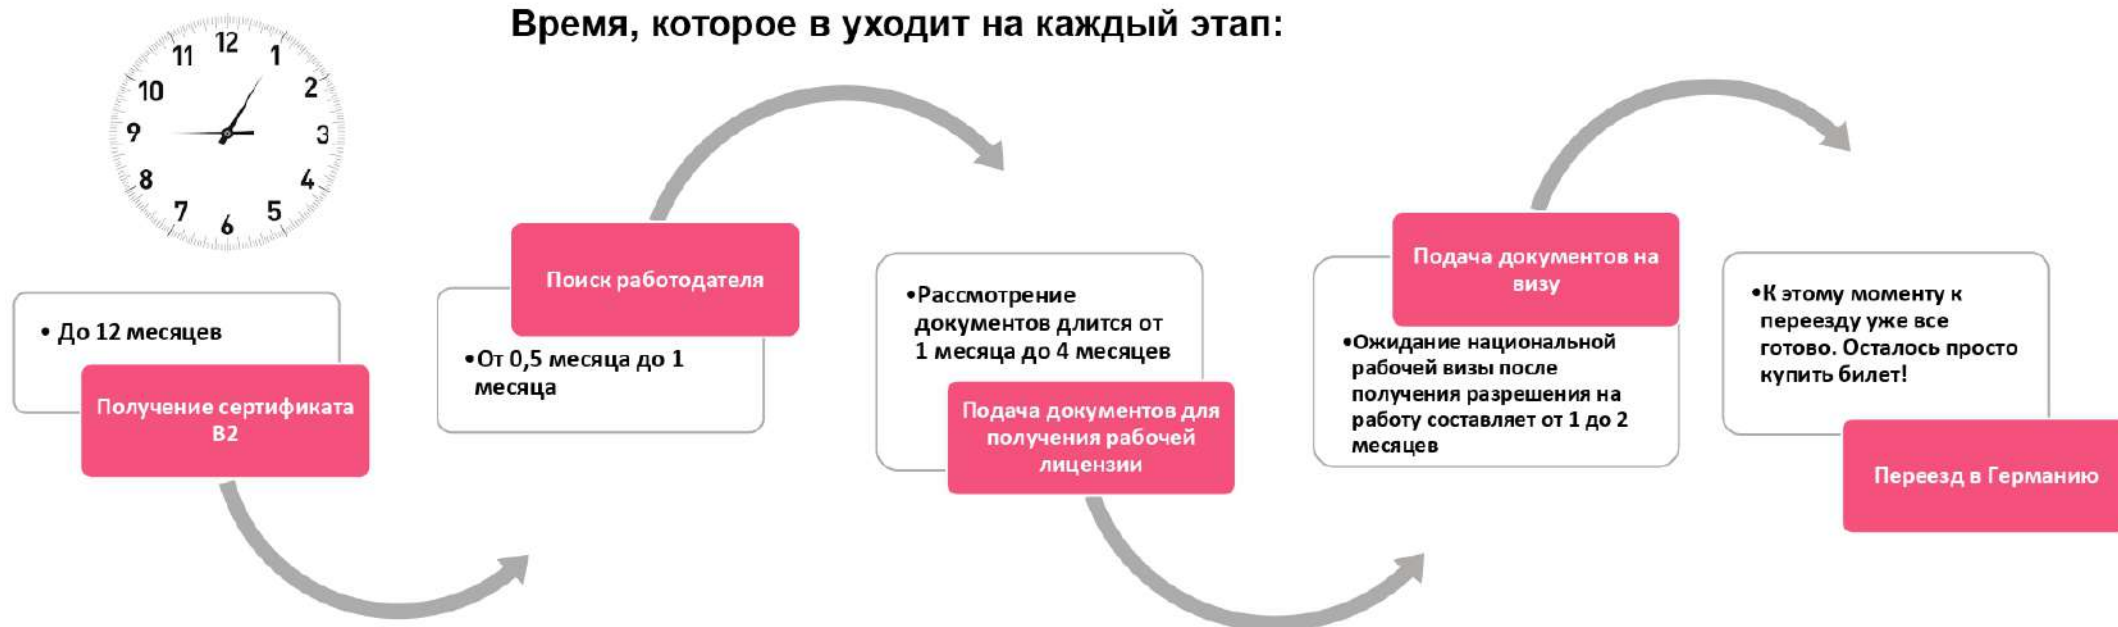 Время, которое в уходит на каждый этап:
12
1
2
3
4
5
6
7
8
9
10
11
• До 12 месяцев
Получение сертификата
В2
Поиск работодателя
•От 0,5 месяца до 1
месяца
•Рассмотрение
документов длится от
1 месяца до 4 месяцев
Подача документов для
получения рабочей
лицензии
Подача документов на
визу
•Ожидание национальной
рабочей визы после
получения разрешения на
работу составляет от 1 до 2
месяцев
•К этому моменту к
переезду уже все
готово. Осталось просто
купить билет!
Переезд в Германию